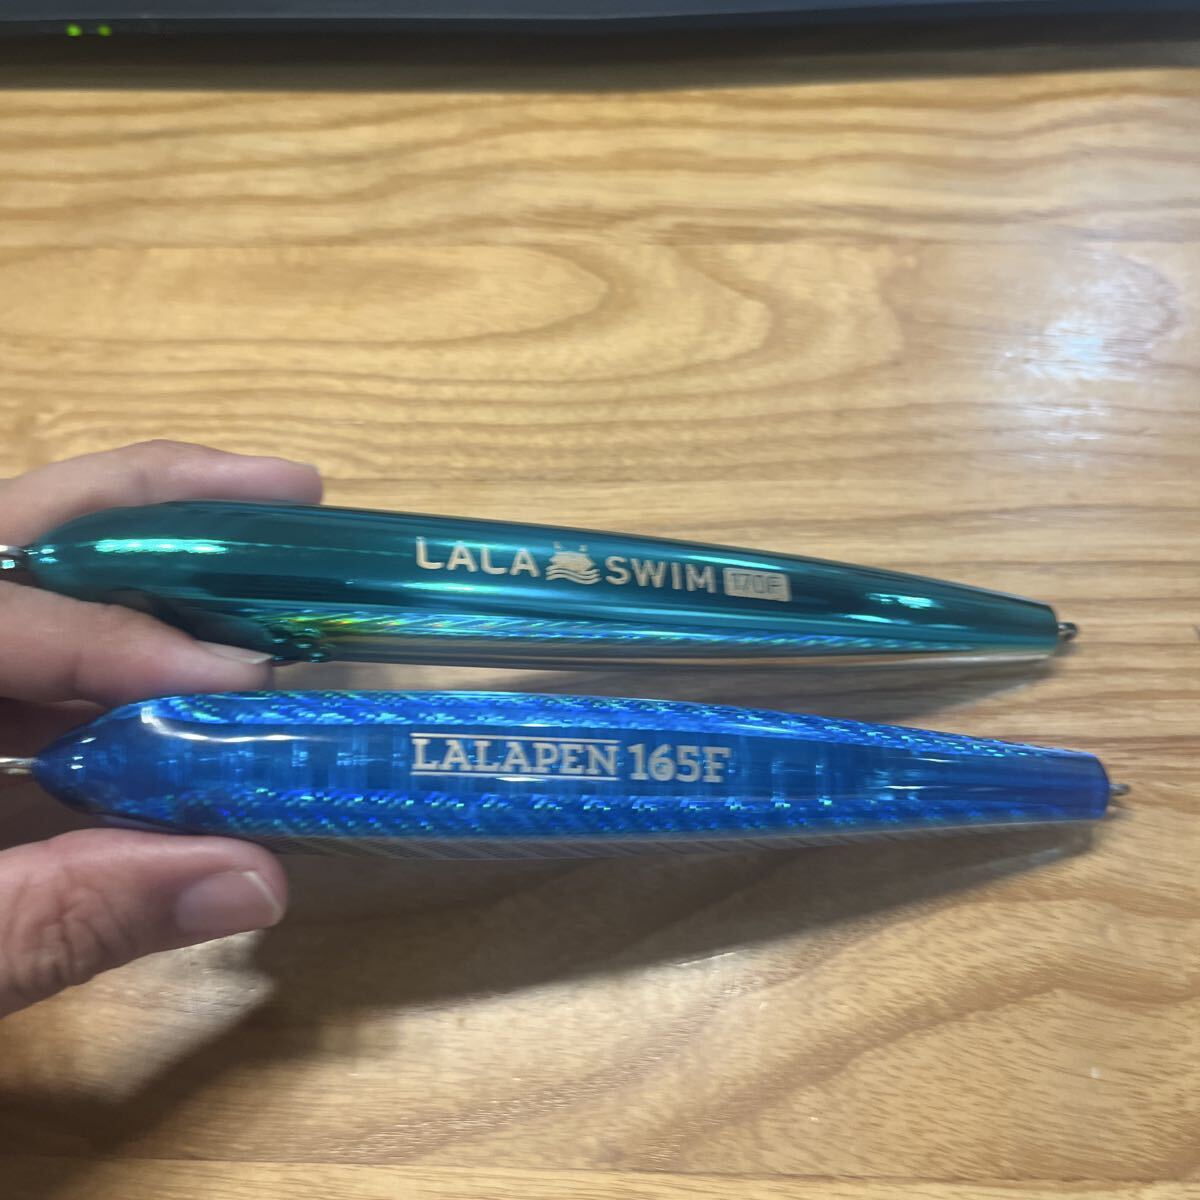 LALA SWIM 170F
LALAPEN 165F